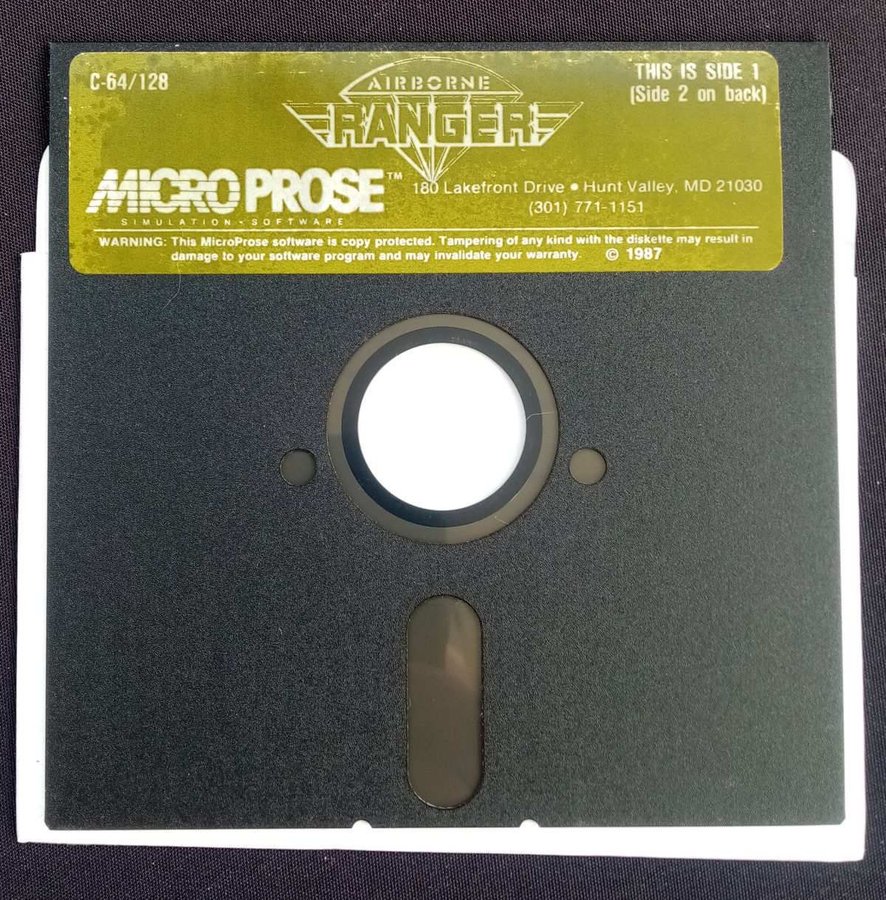 C-64/128
AIRBORNE
RANGER
THIS IS SIDE 1
(Side 2 on back)
MICROPROSE™
SIMULATION • SOFTWARE
180 Lakefront Drive • Hunt Valley, MD 21030
(301) 771-1151
WARNING: This MicroProse software is copy protected. Tampering of any kind with the diskette may result in
damage to your software program and may invalidate your warranty. © 1987